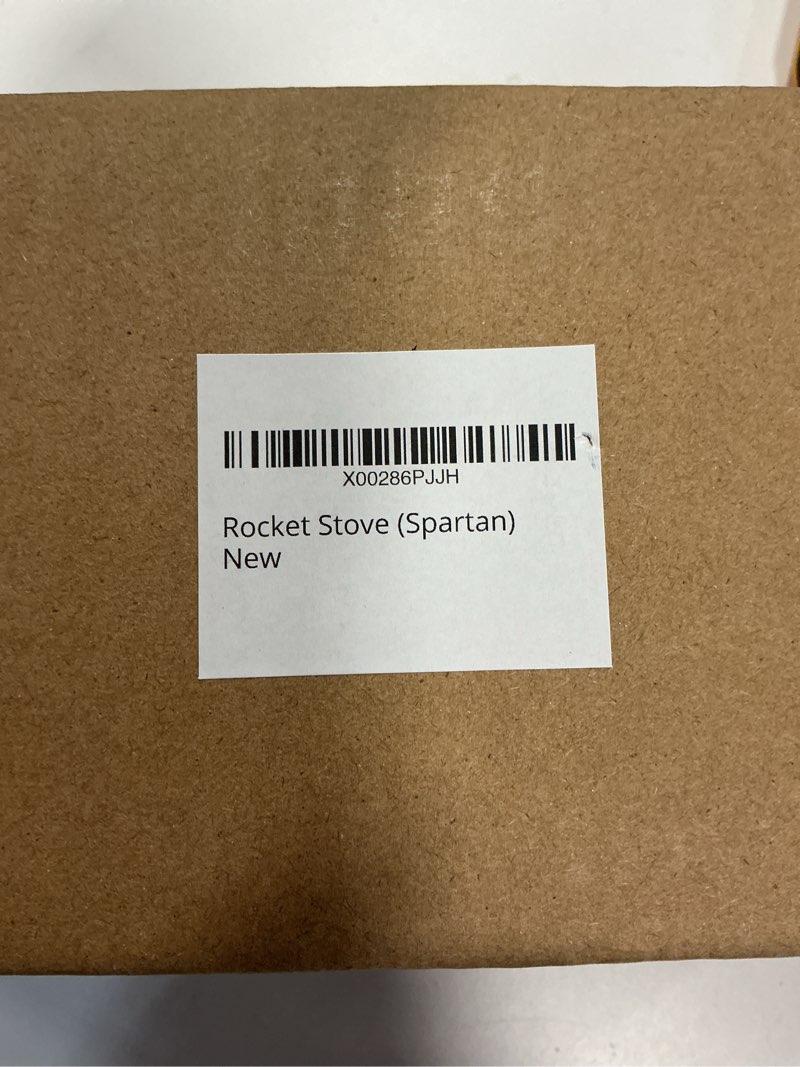 X00286PJJH
Rocket Stove (Spartan)
New